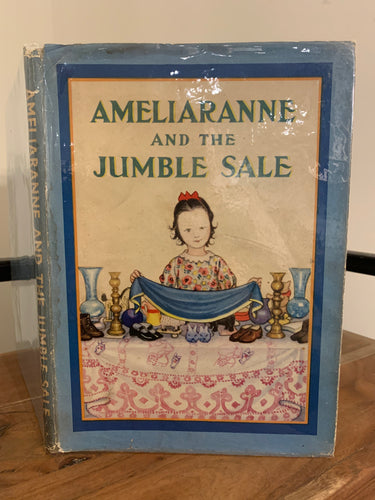 AMELIARANNE
AND THE
JUMBLE SALE
AMELIARANNE AND THE JUMBLE SALE